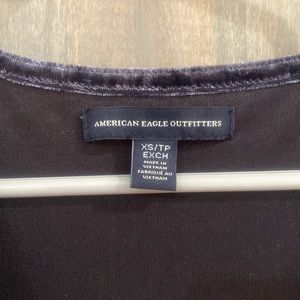 AMERICAN EAGLE OUTFITTERS
XS/TP
EXCH
MADE IN
VIETNAM
FABRIQUÉ AU
VIETNAM